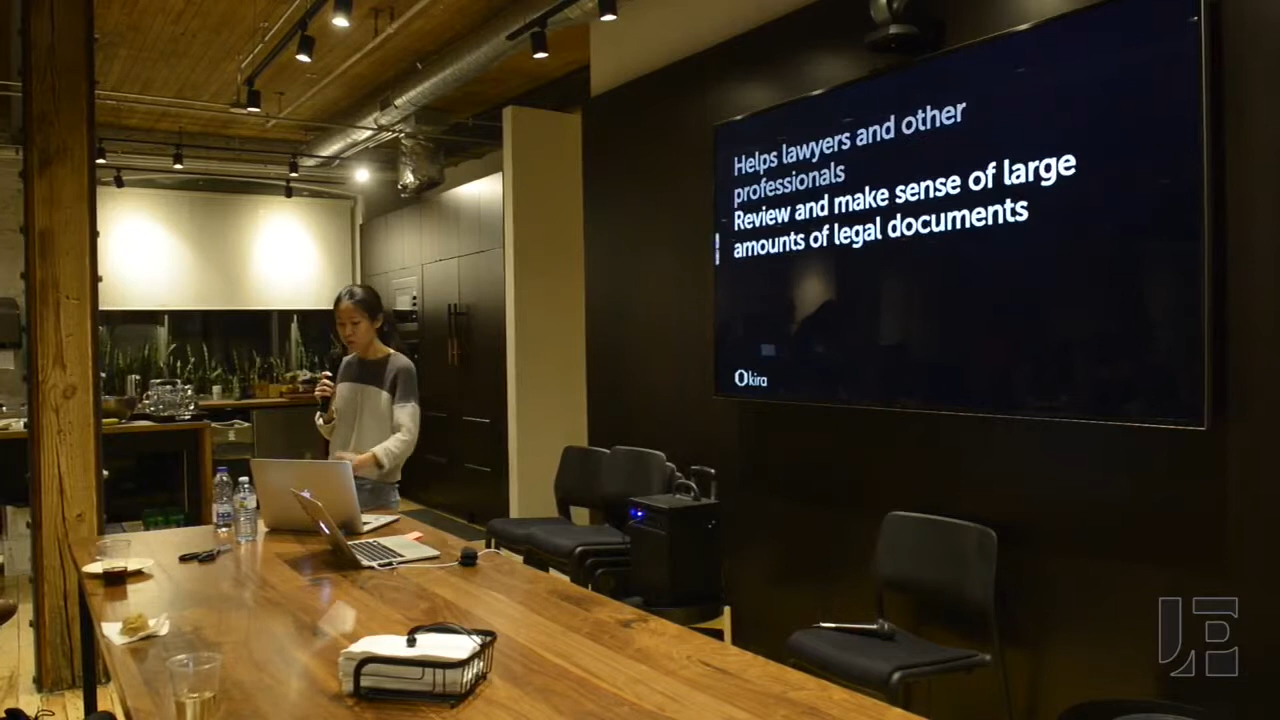 Helps lawyers and other
professionals
Review and make sense of large
amounts of legal documents
kira